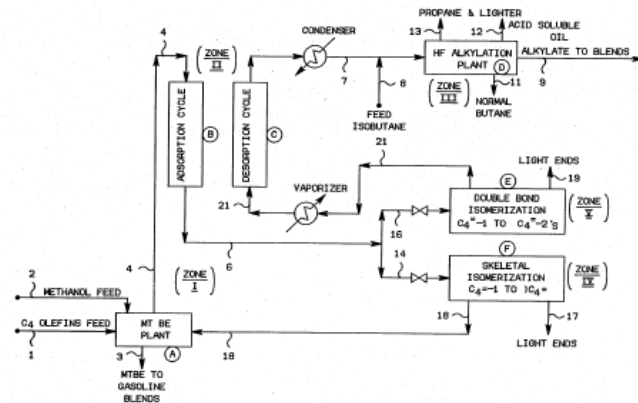 PROPANE & LIGHTER
13
12
ACID SOLUBLE
OIL
ALKYLATE TO BLENDS
4
(ZONE II)
CONDENSER
7
HF ALKYLATION
PLANT
D
9
8
(ZONE III)
11
NORMAL
BUTANE
FEED
ISOBUTANE
ADSORPTION CYCLE
B
DESORPTION CYCLE
C
21
LIGHT ENDS
19
21
VAPORIZER
E
DOUBLE BOND
ISOMERIZATION
C4=-1 TO C4=-2'S
(ZONE V)
16
6
4
(ZONE I)
14
F
SKELETAL
ISOMERIZATION
C4=-1 TO )C4=
(ZONE IV)
2
METHANOL FEED
C4 OLEFINS FEED
1
MT BE
PLANT
A
3
18
18
17
LIGHT ENDS
MTBE TO
GASOLINE
BLENDS